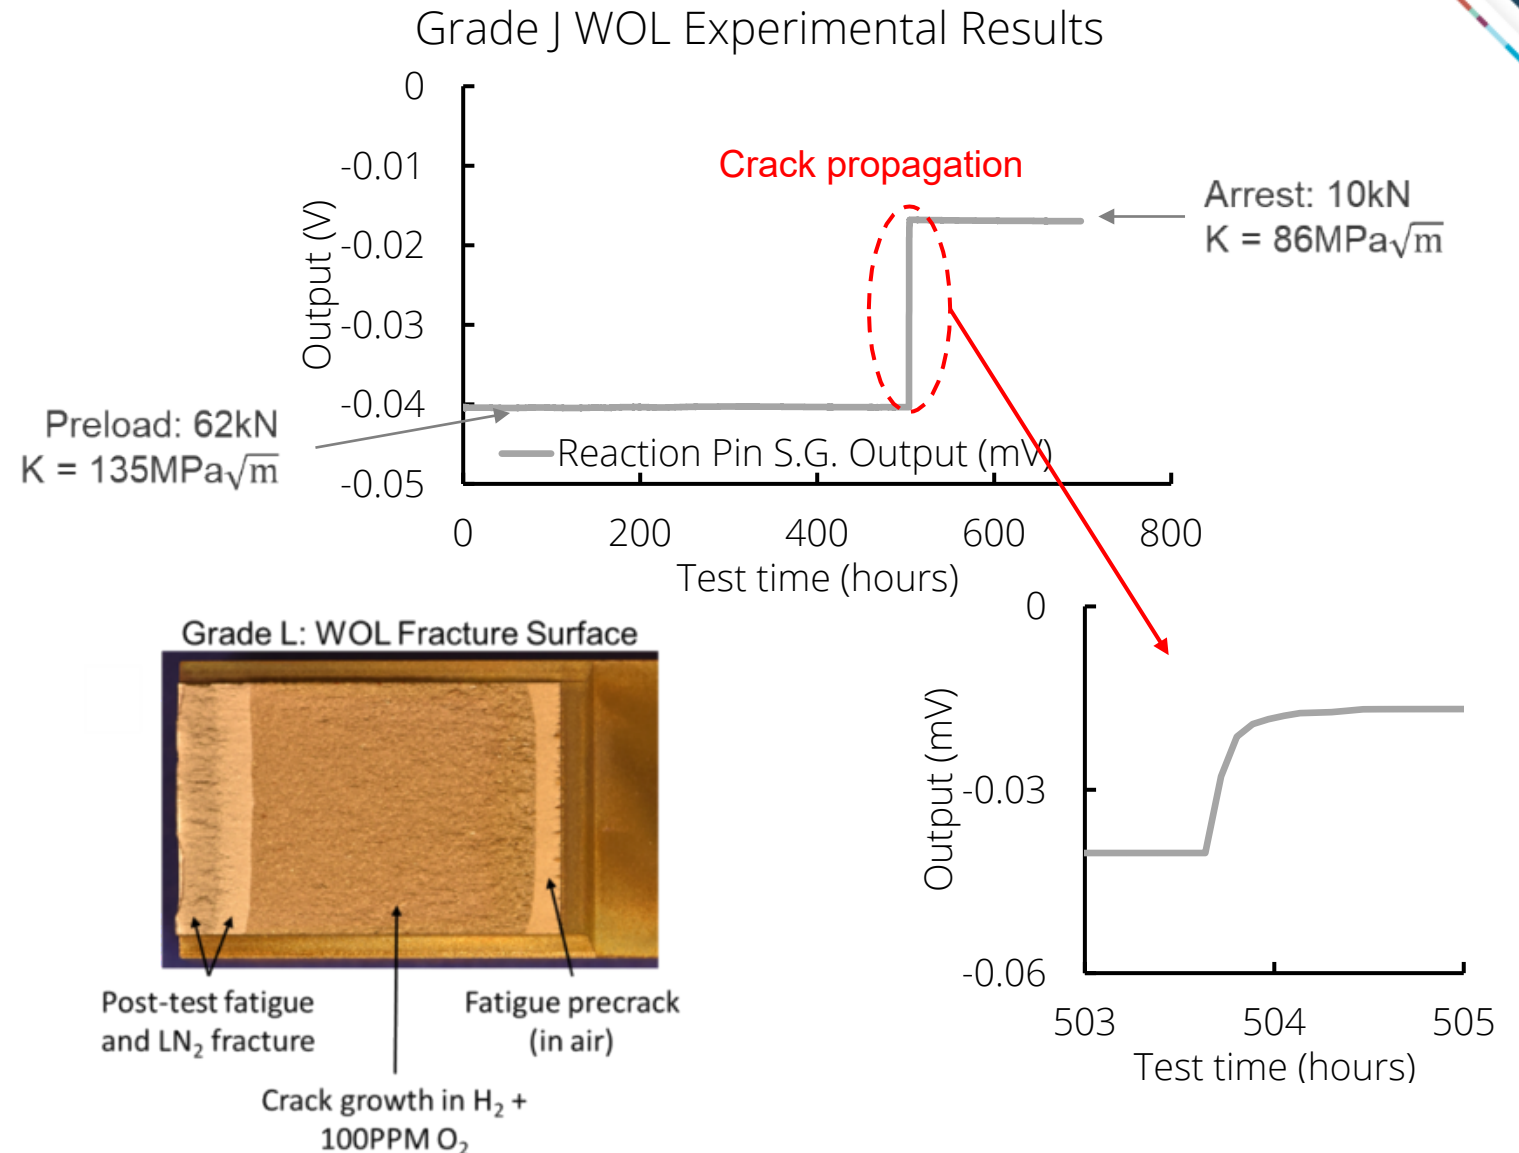 Grade J WOL Experimental Results
0
-0.01
-0.02
-0.03
-0.04
-0.05
Output (V)
Crack propagation
Arrest: 10kN
K = 86MPa√m
Preload: 62kN
K = 135MPa√m
Reaction Pin S.G. Output (mV)
0
200
400
600
800
Test time (hours)
Grade L: WOL Fracture Surface
Post-test fatigue
and LN₂ fracture
Fatigue precrack
(in air)
Crack growth in H₂ +
100PPM O₂
0
-0.03
-0.06
Output (mV)
503
504
505
Test time (hours)